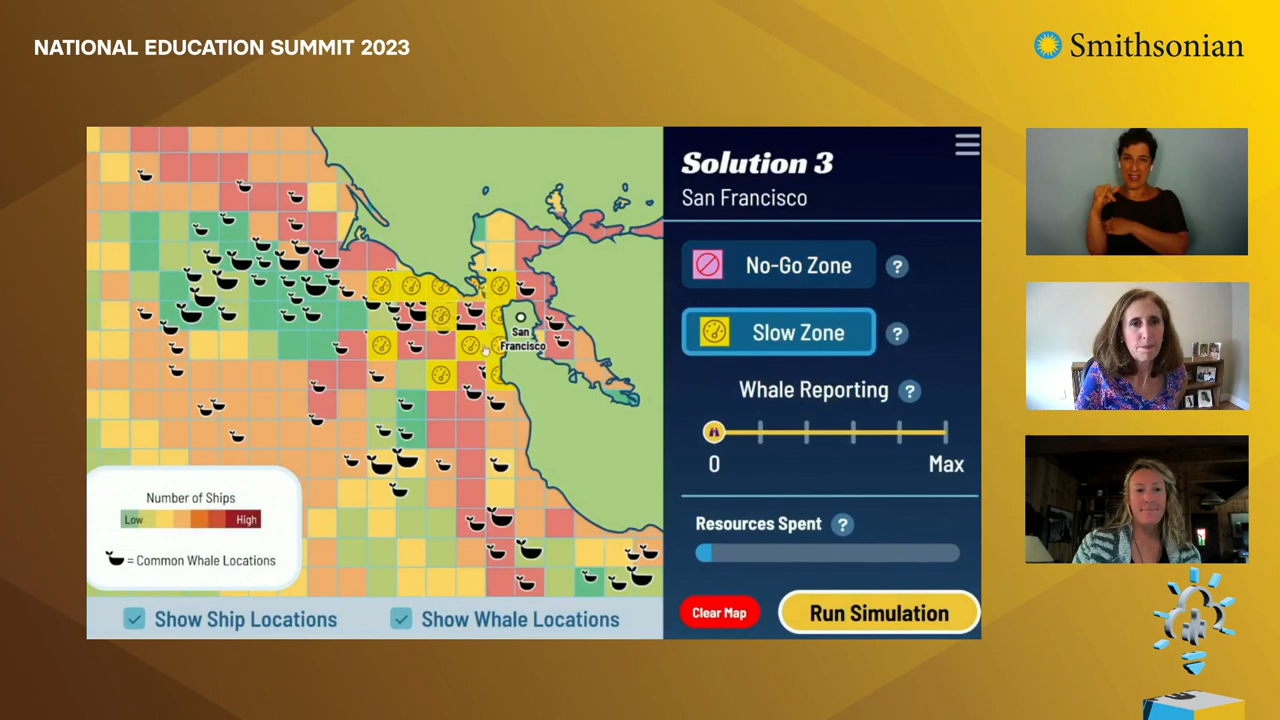 NATIONAL EDUCATION SUMMIT 2023
Smithsonian
Solution 3
San Francisco
No-Go Zone ?
Slow Zone ?
Whale Reporting ?
0 Max
Resources Spent ?
Clear Map
Run Simulation
San
Francisco
Number of Ships
Low High
= Common Whale Locations
Show Ship Locations
Show Whale Locations